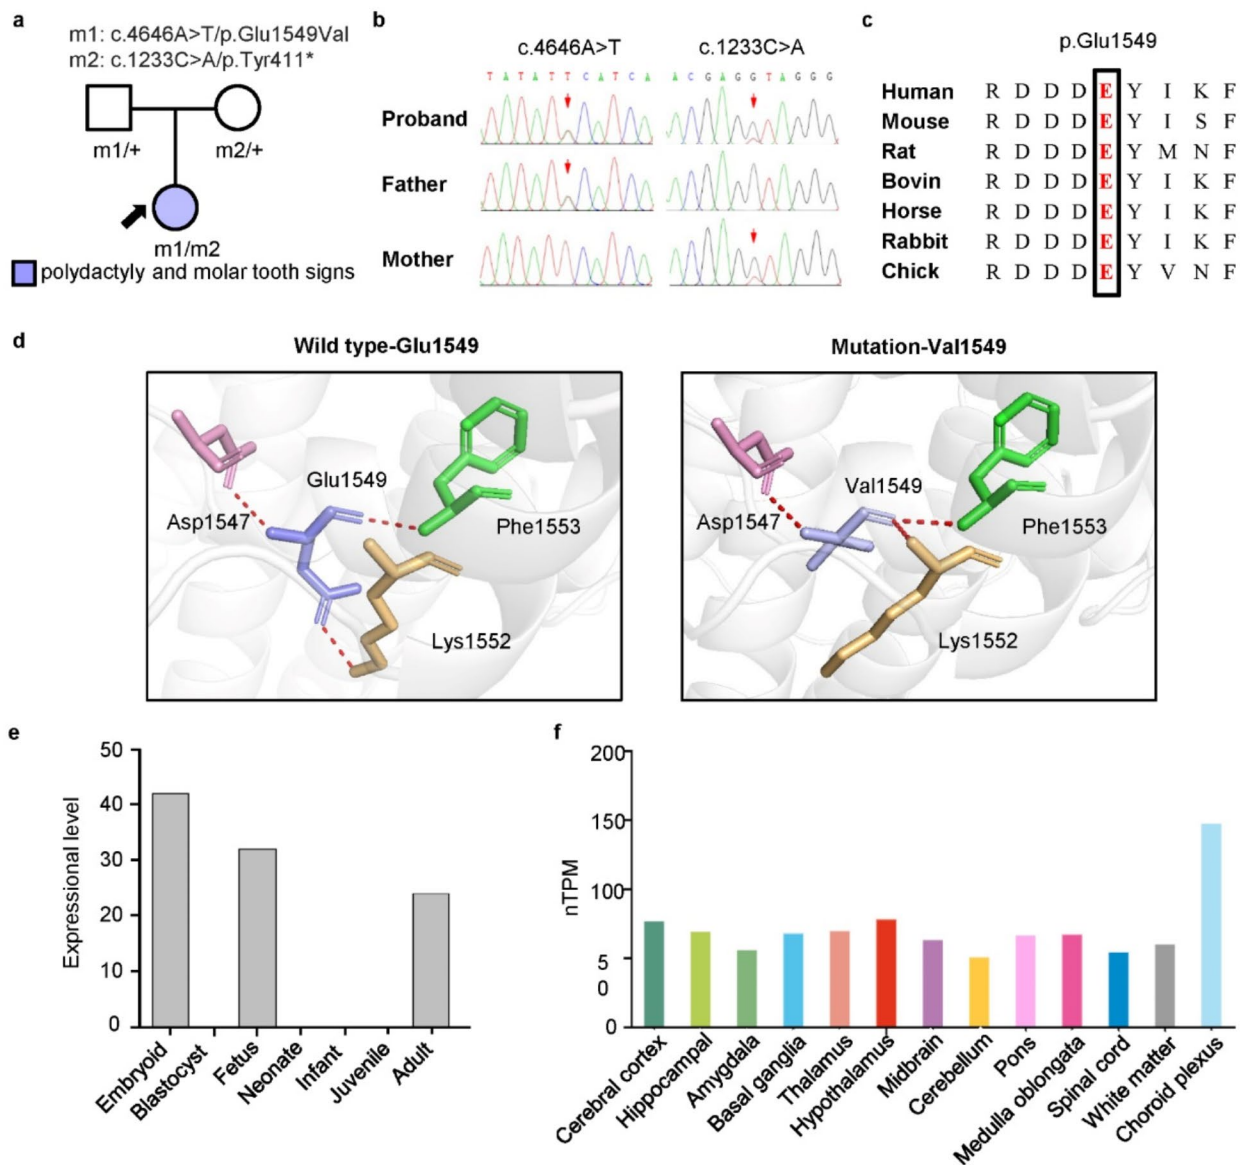 a
m1: c.4646A>T/p.Glu1549Val
m2: c.1233C>A/p.Tyr411*
m1/+ m2/+
m1/m2
polydactyly and molar tooth signs
b
c.4646A>T c.1233C>A
T A T A T T C A T C A A C G A G G T A G G G
Proband
Father
Mother
c
p.Glu1549
Human R D D D E Y I K F
Mouse R D D D E Y I S F
Rat R D D D E Y M N F
Bovin R D D D E Y I K F
Horse R D D D E Y I K F
Rabbit R D D D E Y I K F
Chick R D D D E Y V N F
d
Wild type-Glu1549
Glu1549
Asp1547
Phe1553
Lys1552
Mutation-Val1549
Val1549
Asp1547
Phe1553
Lys1552
e
Expressional level
50
40
30
20
10
0
Embryoid
Blastocyst
Fetus
Neonate
Infant
Juvenile
Adult
f
nTPM
200
150
100
5
0
0
Cerebral cortex
Hippocampal
Amygdala
Basal ganglia
Thalamus
Hypothalamus
Midbrain
Cerebellum
Pons
Medulla oblongata
Spinal cord
White matter
Choroid plexus